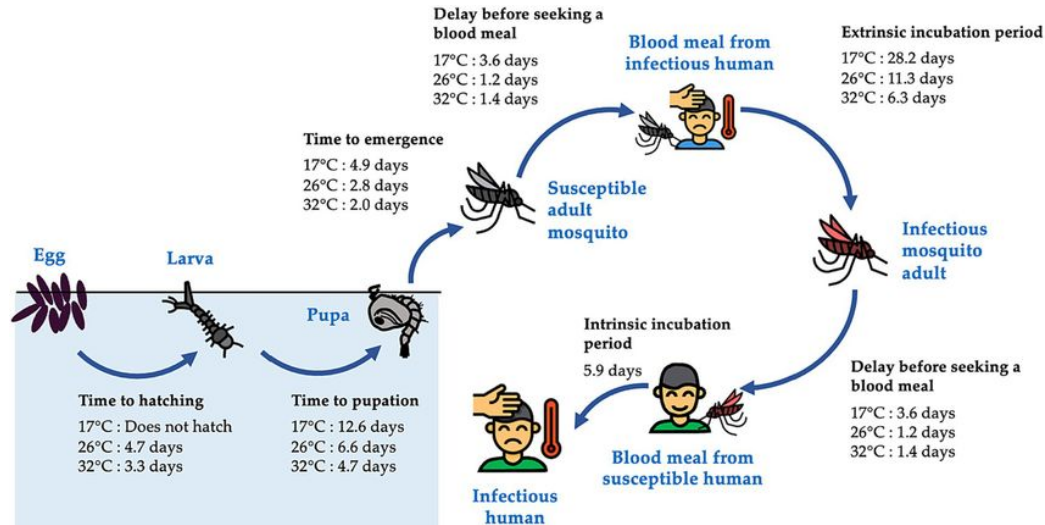 Delay before seeking a
blood meal
17°C : 3.6 days
26°C : 1.2 days
32°C : 1.4 days
Blood meal from
infectious human
Extrinsic incubation period
17°C : 28.2 days
26°C : 11.3 days
32°C : 6.3 days
Time to emergence
17°C : 4.9 days
26°C : 2.8 days
32°C : 2.0 days
Susceptible
adult
mosquito
Infectious
mosquito
adult
Egg
Larva
Pupa
Time to hatching
17°C : Does not hatch
26°C : 4.7 days
32°C : 3.3 days
Time to pupation
17°C : 12.6 days
26°C : 6.6 days
32°C : 4.7 days
Intrinsic incubation
period
5.9 days
Delay before seeking a
blood meal
17°C : 3.6 days
26°C : 1.2 days
32°C : 1.4 days
Blood meal from
susceptible human
Infectious
human